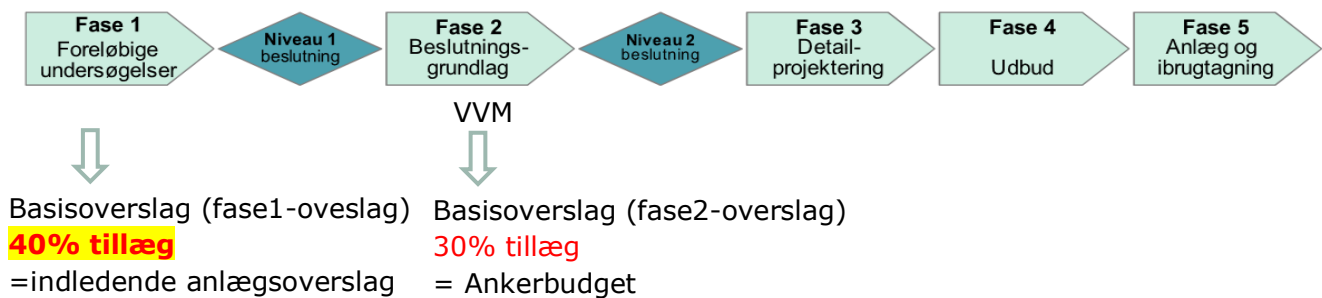 Fase 1
Foreløbige
undersøgelser
Niveau 1
beslutning
Fase 2
Beslutnings-
grundlag
Niveau 2
beslutning
Fase 3
Detail-
projektering
Fase 4
Udbud
Fase 5
Anlæg og
ibrugtagning
VVM
Basisoverslag (fase1-oveslag)
40% tillæg
=indledende anlægsoverslag
Basisoverslag (fase2-overslag)
30% tillæg
= Ankerbudget